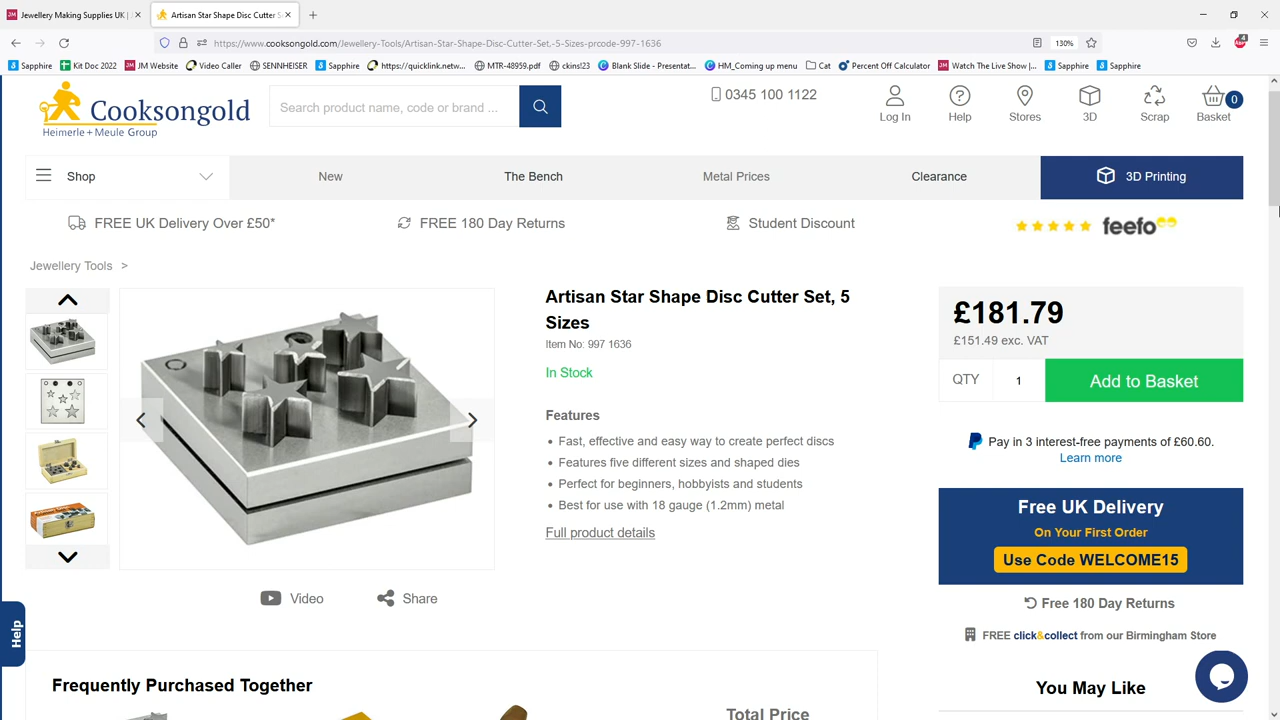 Jewellery Making Supplies UK |
Artisan Star Shape Disc Cutter S
https://www.cooksongold.com/Jewellery-Tools/Artisan-Star-Shape-Disc-Cutter-Set,-5-Sizes-prcode-997-1636
130%
4
Sapphire
Kit Doc 2022
JM Website
Video Caller
SENNHEISER
Sapphire
https://quicklink.netw...
MTR-48959.pdf
ckins!23
Blank Slide - Presentat...
HM_Coming up menu
Cat
Percent Off Calculator
Watch The Live Show |...
Sapphire
Sapphire
Cooksongold
Heimerle + Meule Group
Search product name, code or brand ...
0345 100 1122
Log In
Help
Stores
3D
Scrap
Basket
0
Shop
New
The Bench
Metal Prices
Clearance
3D Printing
FREE UK Delivery Over £50*
FREE 180 Day Returns
Student Discount
feefo
Jewellery Tools >
Artisan Star Shape Disc Cutter Set, 5
Sizes
Item No: 997 1636
In Stock
Features
• Fast, effective and easy way to create perfect discs
• Features five different sizes and shaped dies
• Perfect for beginners, hobbyists and students
• Best for use with 18 gauge (1.2mm) metal
Full product details
£181.79
£151.49 exc. VAT
QTY
1
Add to Basket
Pay in 3 interest-free payments of £60.60.
Learn more
Free UK Delivery
On Your First Order
Use Code WELCOME15
Free 180 Day Returns
FREE click&collect from our Birmingham Store
Video
Share
Help
Frequently Purchased Together
Total Price
You May Like